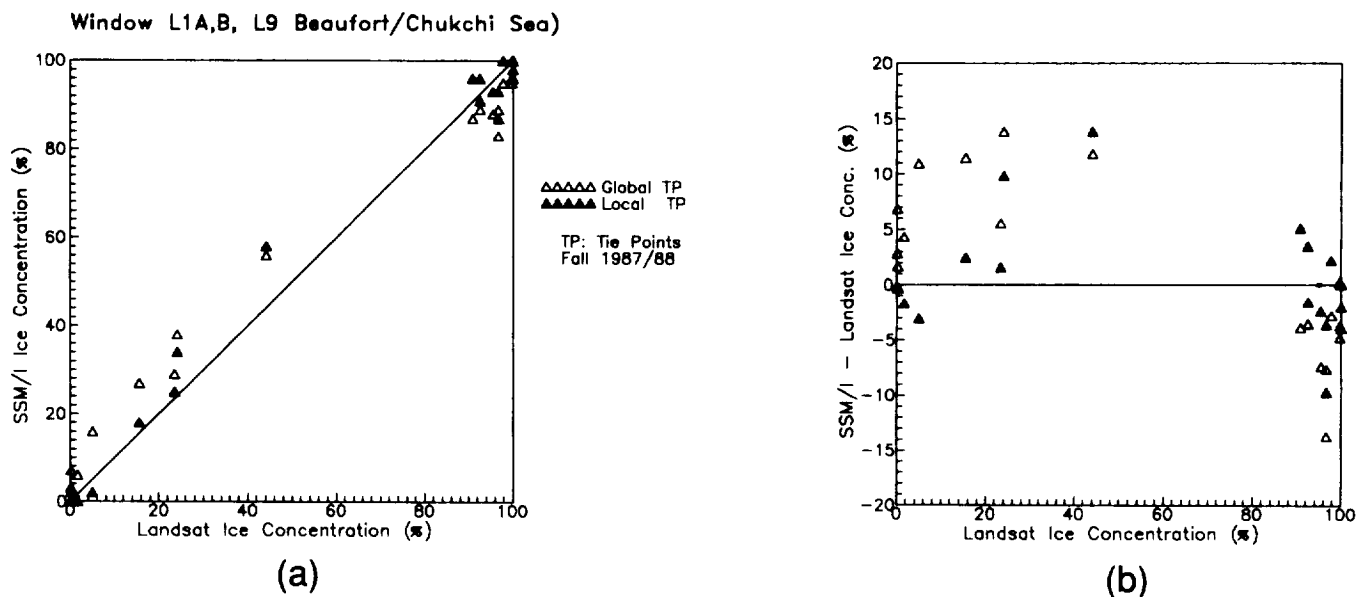 Window L1A,B, L9 Beaufort/Chukchi Sea)
SSM/I Ice Concentration (%)
100
80
60
40
20
0
0 20 40 60 80 100
Landsat Ice Concentration (%)
(a)
Global TP
Local TP
TP: Tie Points
Fall 1987/88
SSM/I – Landsat Ice Conc. (%)
20
15
10
5
0
−5
−10
−15
−20
0 20 40 60 80 100
Landsat Ice Concentration (%)
(b)